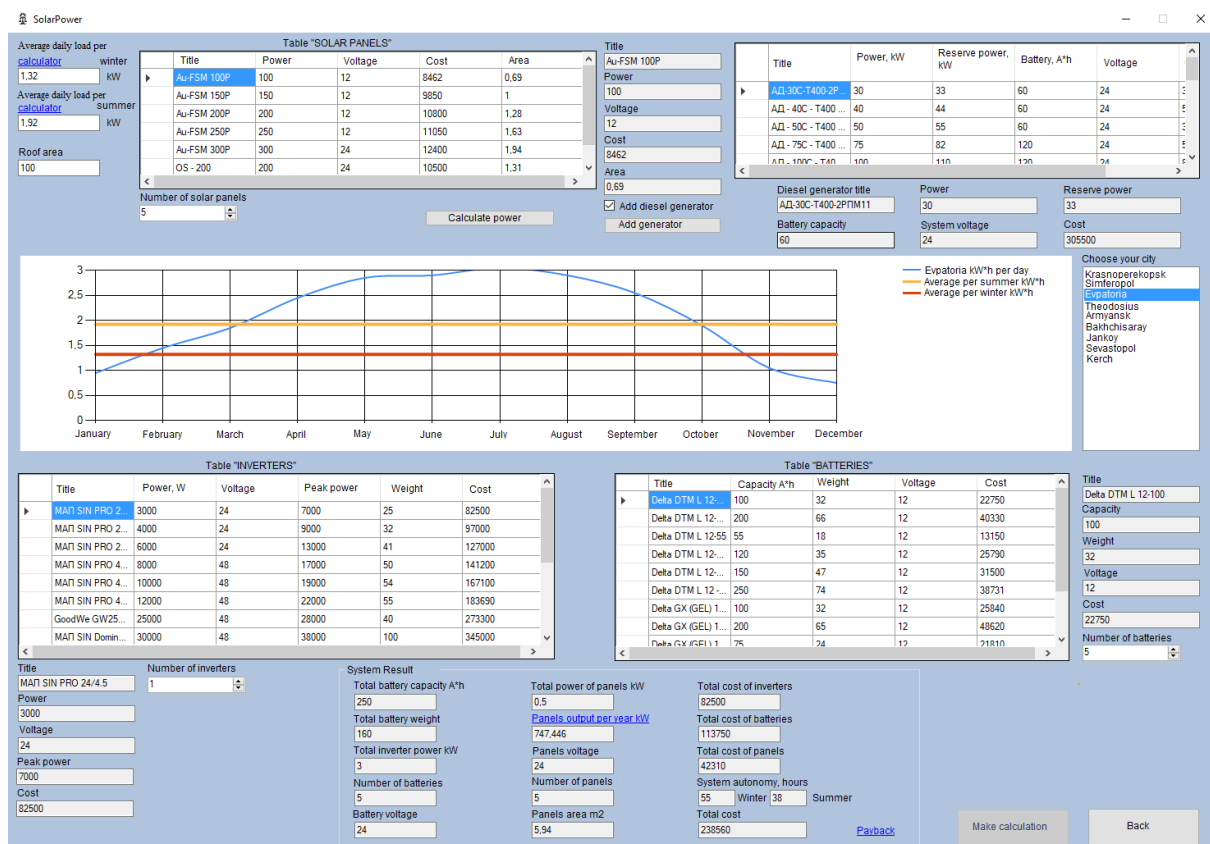 SolarPower
Average daily load per
calculator winter
1,32 kW
Average daily load per
calculator summer
1,92 kW
Roof area
100
Table "SOLAR PANELS"
Title Power Voltage Cost Area
Au-FSM 100P 100 12 8462 0,69
Au-FSM 150P 150 12 9850 1
Au-FSM 200P 200 12 10800 1,28
Au-FSM 250P 250 12 11050 1,63
Au-FSM 300P 300 24 12400 1,94
OS - 200 200 24 10500 1,31
Number of solar panels
5
Calculate power
Title
Au-FSM 100P
Power
100
Voltage
12
Cost
8462
Area
0,69
Add diesel generator
Add generator
Title Power, kW Reserve power, kW Battery, A*h Voltage
АД-30С-Т400-2Р... 30 33 60 24
АД - 40С - Т400 ... 40 44 60 24
АД - 50С - Т400 ... 50 55 60 24
АД - 75С - Т400 ... 75 82 120 24
АД - 100С - Т40... 100 110 120 24
Diesel generator title Power Reserve power
АД-30С-Т400-2РПМ11 30 33
Battery capacity System voltage Cost
60 24 305500
3
2,5
2
1,5
1
0,5
0
January February March April May June July August September October November December
Evpatoria kW*h per day
Average per summer kW*h
Average per winter kW*h
Choose your city
Krasnoperekopsk
Simferopol
Evpatoria
Theodosius
Armyansk
Bakhchisaray
Jankoy
Sevastopol
Kerch
Table "INVERTERS"
Title Power, W Voltage Peak power Weight Cost
МАП SIN PRO 2... 3000 24 7000 25 82500
МАП SIN PRO 2... 4000 24 9000 32 97000
МАП SIN PRO 2... 6000 24 13000 41 127000
МАП SIN PRO 4... 8000 48 17000 50 141200
МАП SIN PRO 4... 10000 48 19000 54 167100
МАП SIN PRO 4... 12000 48 22000 55 183690
GoodWe GW25... 25000 48 28000 40 273300
МАП SIN Domin... 30000 48 38000 100 345000
Table "BATTERIES"
Title Capacity A*h Weight Voltage Cost
Delta DTM L 12-... 100 32 12 22750
Delta DTM L 12-... 200 66 12 40330
Delta DTM L 12-55 55 18 12 13150
Delta DTM L 12-... 120 35 12 25790
Delta DTM L 12-... 150 47 12 31500
Delta DTM L 12 -... 250 74 12 38731
Delta GX (GEL) 1... 100 32 12 25840
Delta GX (GEL) 1... 200 65 12 48620
Delta GX (GEL) 1... 75 24 12 21810
Title
Delta DTM L 12-100
Capacity
100
Weight
32
Voltage
12
Cost
22750
Number of batteries
5
Title
МАП SIN PRO 24/4.5
Power
3000
Voltage
24
Peak power
7000
Cost
82500
Number of inverters
1
System Result
Total battery capacity A*h
250
Total battery weight
160
Total inverter power kW
3
Number of batteries
5
Battery voltage
24
Total power of panels kW
0,5
Panels output per year kW
747,446
Panels voltage
24
Number of panels
5
Panels area m2
5,94
Total cost of inverters
82500
Total cost of batteries
113750
Total cost of panels
42310
System autonomy, hours
55 Winter 38 Summer
Total cost
238560
Payback
Make calculation
Back